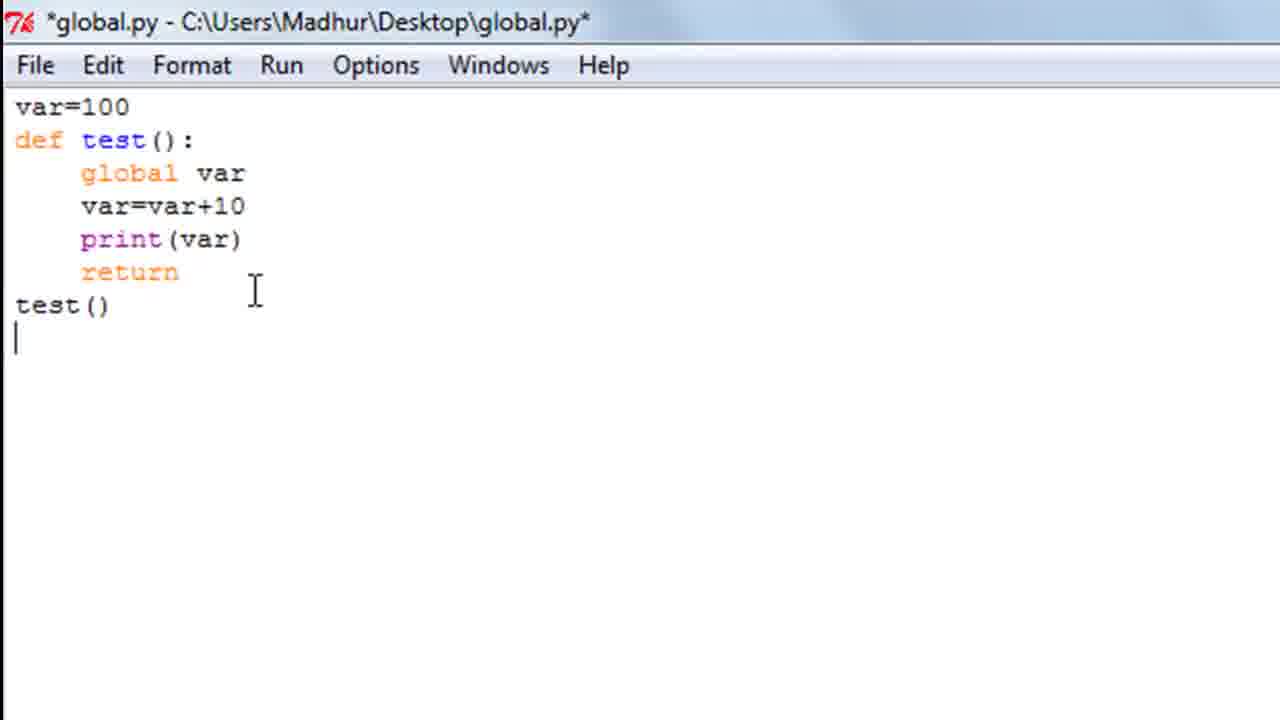 *global.py - C:\Users\Madhur\Desktop\global.py*
File Edit Format Run Options Windows Help
var=100
def test():
    global var
    var=var+10
    print(var)
    return
test()